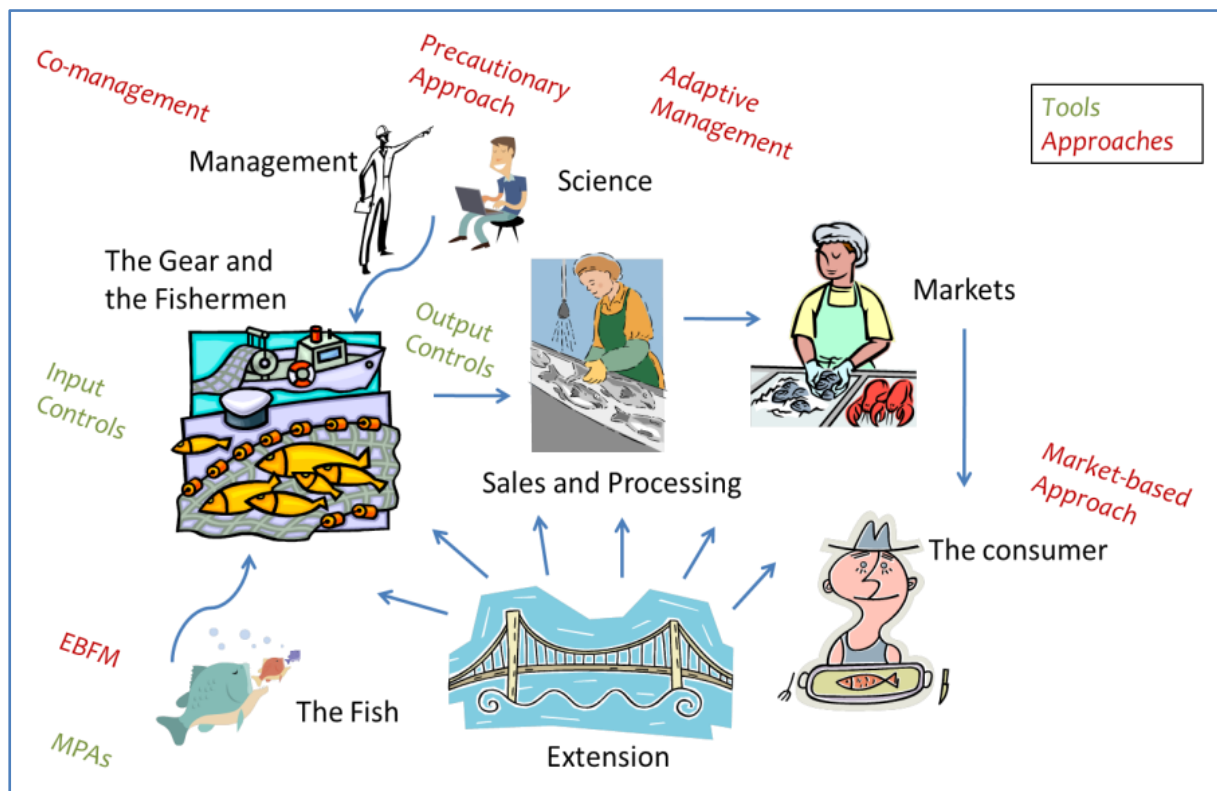 Co-management
Precautionary
Approach
Adaptive
Management
Tools
Approaches
Management
Science
The Gear and
the Fishermen
Output
Controls
Markets
Input
Controls
Sales and Processing
Market-based
Approach
The consumer
EBFM
The Fish
MPAs
Extension